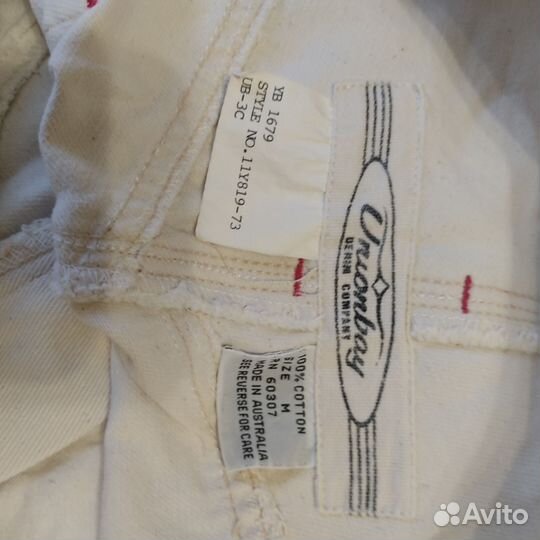 YB 1679
STYLE NO.11Y819-73
UB-3C
Unionbay
DENIM COMPANY
100% COTTON
SIZE M
RN 60307
MADE IN AUSTRALIA
SEE REVERSE FOR CARE
Avito